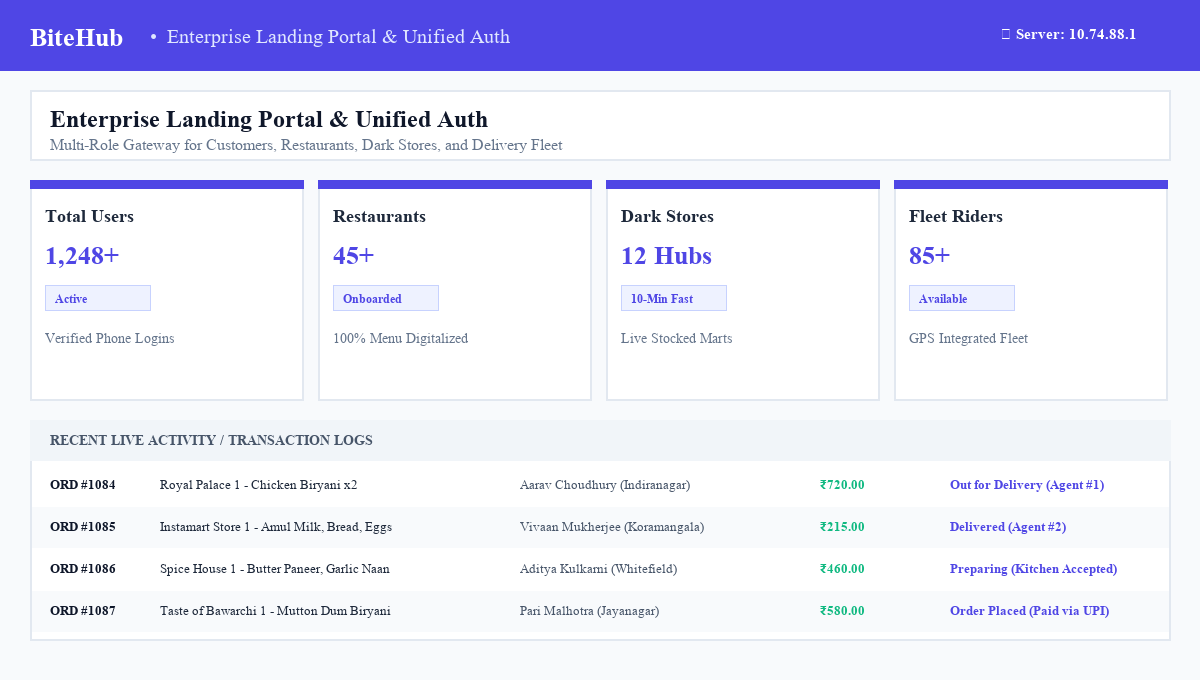 BiteHub • Enterprise Landing Portal & Unified Auth Server: 10.74.88.1
Enterprise Landing Portal & Unified Auth
Multi-Role Gateway for Customers, Restaurants, Dark Stores, and Delivery Fleet
Total Users
1,248+
Active
Verified Phone Logins
Restaurants
45+
Onboarded
100% Menu Digitalized
Dark Stores
12 Hubs
10-Min Fast
Live Stocked Marts
Fleet Riders
85+
Available
GPS Integrated Fleet
RECENT LIVE ACTIVITY / TRANSACTION LOGS
ORD #1084 Royal Palace 1 - Chicken Biryani x2 Aarav Choudhury (Indiranagar) ₹720.00 Out for Delivery (Agent #1)
ORD #1085 Instamart Store 1 - Amul Milk, Bread, Eggs Vivaan Mukherjee (Koramangala) ₹215.00 Delivered (Agent #2)
ORD #1086 Spice House 1 - Butter Paneer, Garlic Naan Aditya Kulkarni (Whitefield) ₹460.00 Preparing (Kitchen Accepted)
ORD #1087 Taste of Bawarchi 1 - Mutton Dum Biryani Pari Malhotra (Jayanagar) ₹580.00 Order Placed (Paid via UPI)